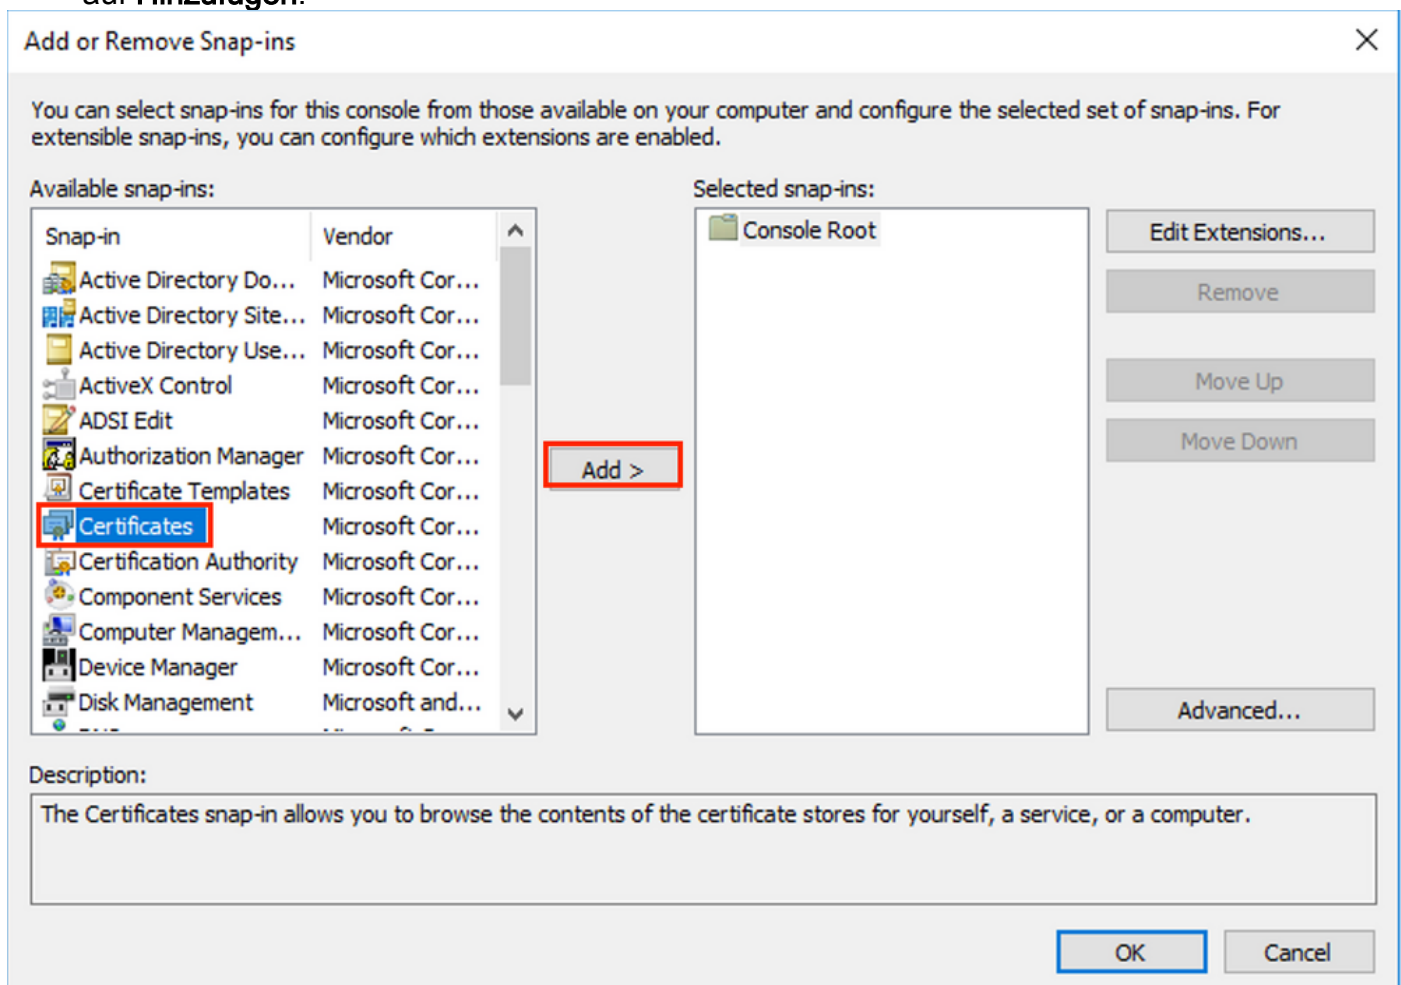 auf Hinzufügen.
Add or Remove Snap-ins
You can select snap-ins for this console from those available on your computer and configure the selected set of snap-ins. For
extensible snap-ins, you can configure which extensions are enabled.
Available snap-ins:
Selected snap-ins:
Snap-in Vendor
Active Directory Do... Microsoft Cor...
Active Directory Site... Microsoft Cor...
Active Directory Use... Microsoft Cor...
ActiveX Control Microsoft Cor...
ADSI Edit Microsoft Cor...
Authorization Manager Microsoft Cor...
Certificate Templates Microsoft Cor...
Certificates Microsoft Cor...
Certification Authority Microsoft Cor...
Component Services Microsoft Cor...
Computer Managem... Microsoft Cor...
Device Manager Microsoft Cor...
Disk Management Microsoft and...
Add >
Console Root
Edit Extensions...
Remove
Move Up
Move Down
Advanced...
Description:
The Certificates snap-in allows you to browse the contents of the certificate stores for yourself, a service, or a computer.
OK
Cancel